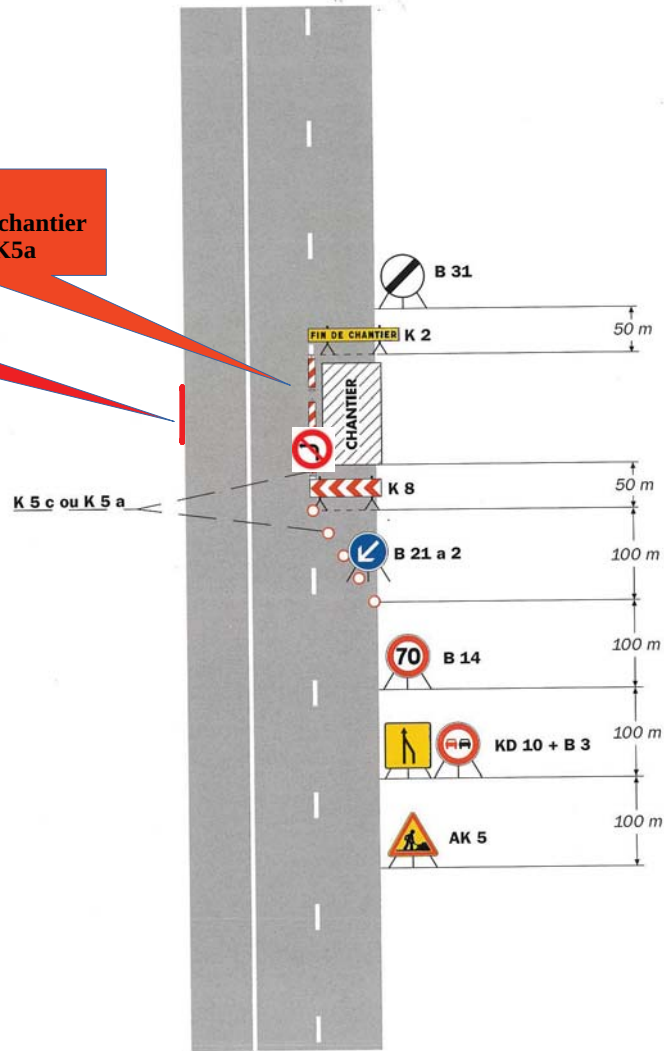 chantier
K5a
B 31
50 m
FIN DE CHANTIER
K 2
CHANTIER
K 8
50 m
K 5 c ou K 5 a
B 21 a 2
100 m
70
B 14
100 m
KD 10 + B 3
100 m
AK 5
100 m